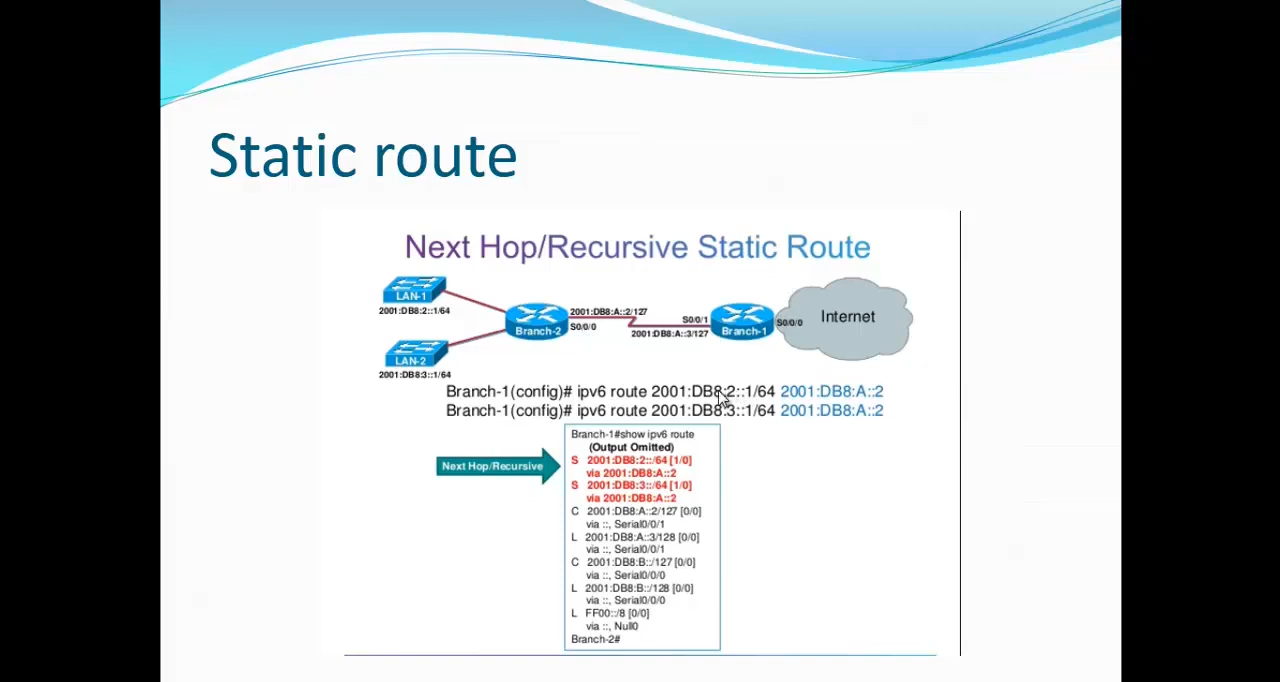 Static route
Next Hop/Recursive Static Route
LAN-1
2001:DB8:2::1/64
LAN-2
2001:DB8:3::1/64
Branch-2
2001:DB8:A::2/127
S0/0/0
S0/0/1
2001:DB8:A::3/127
Branch-1
S0/0/0
Internet
Branch-1(config)# ipv6 route 2001:DB8:2::1/64 2001:DB8:A::2
Branch-1(config)# ipv6 route 2001:DB8:3::1/64 2001:DB8:A::2
Next Hop/Recursive
Branch-1#show ipv6 route
(Output Omitted)
S 2001:DB8:2::/64 [1/0]
via 2001:DB8:A::2
S 2001:DB8:3::/64 [1/0]
via 2001:DB8:A::2
C 2001:DB8:A::2/127 [0/0]
via ::, Serial0/0/1
L 2001:DB8:A::3/128 [0/0]
via ::, Serial0/0/1
C 2001:DB8:B::/127 [0/0]
via ::, Serial0/0/0
L 2001:DB8:B::/128 [0/0]
via ::, Serial0/0/0
L FF00::/8 [0/0]
via ::, Null0
Branch-2#